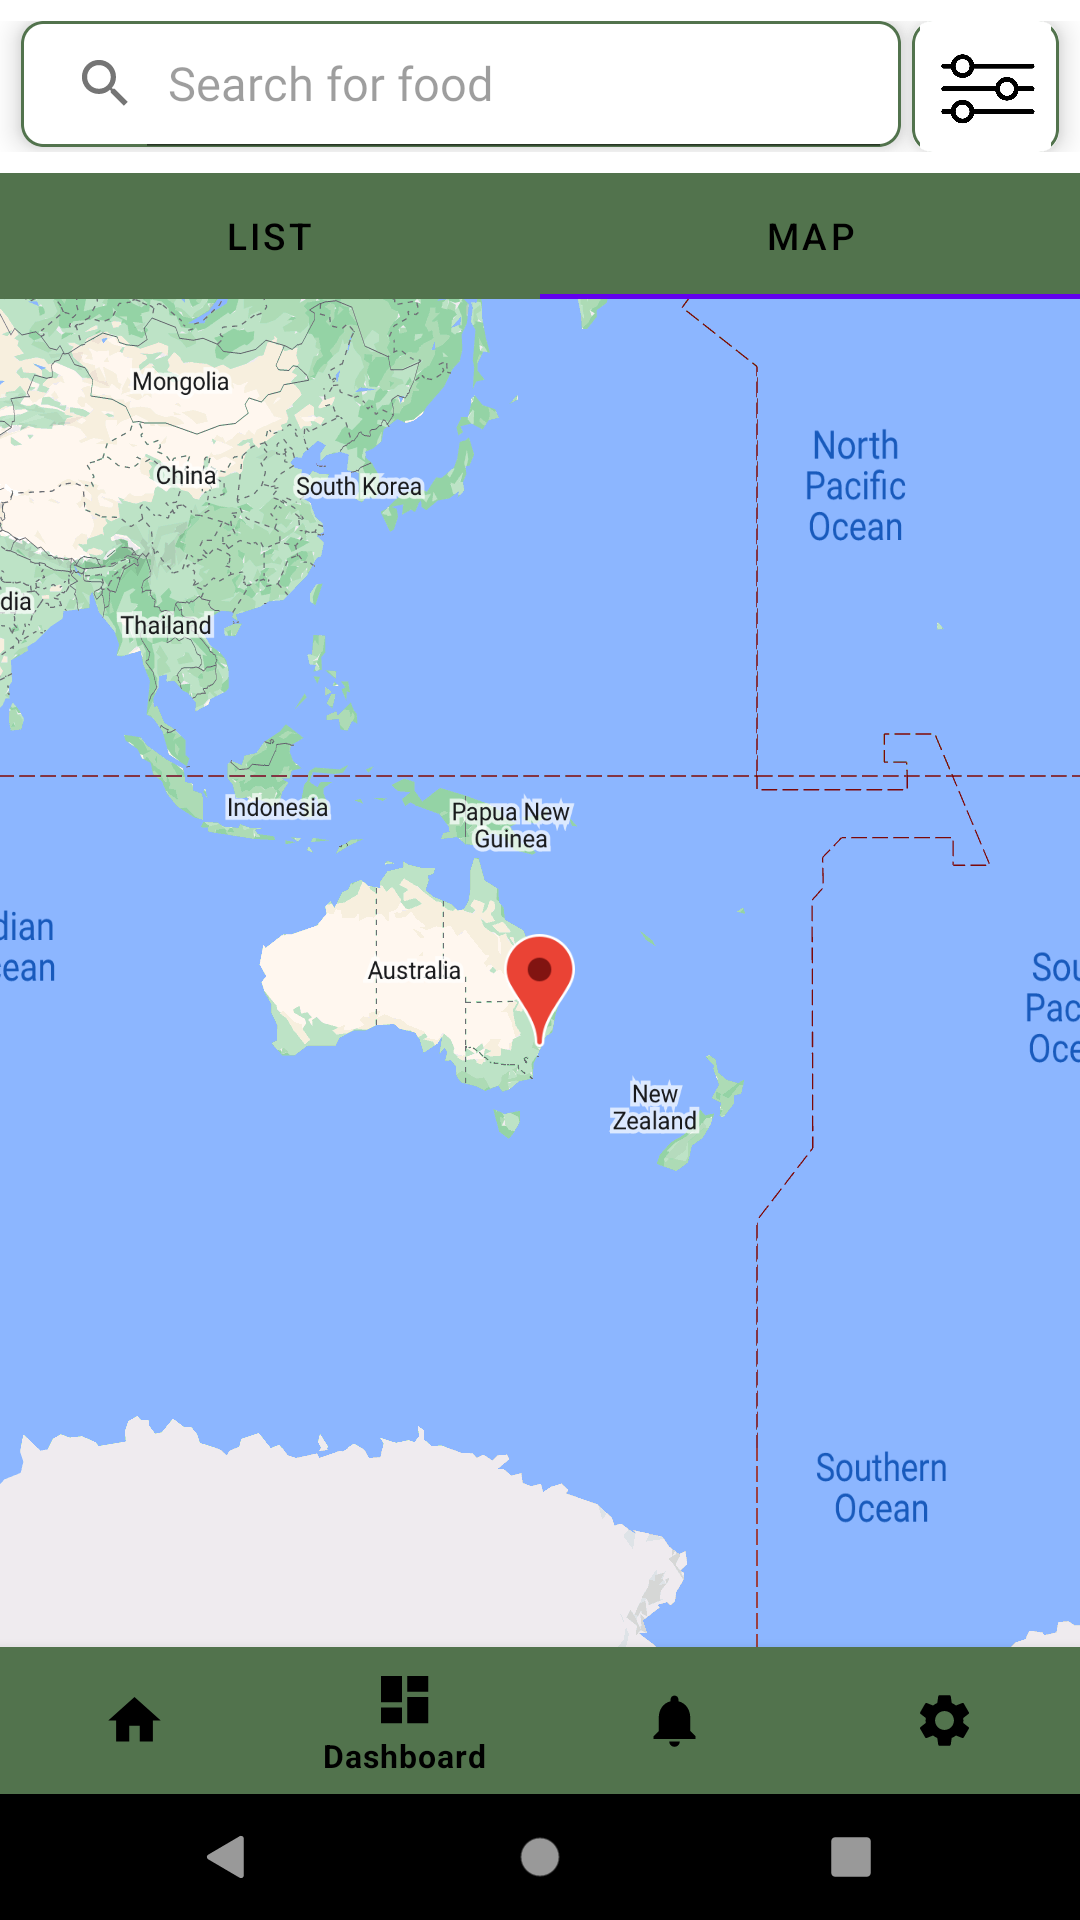 Search for food
LIST
MAP
Mongolia
China
South Korea
North
Pacific
Ocean
dia
Thailand
Indonesia
Papua New
Guinea
dian
cean
Australia
Sou
Pac
Oce
New
Zealand
Southern
Ocean
Dashboard